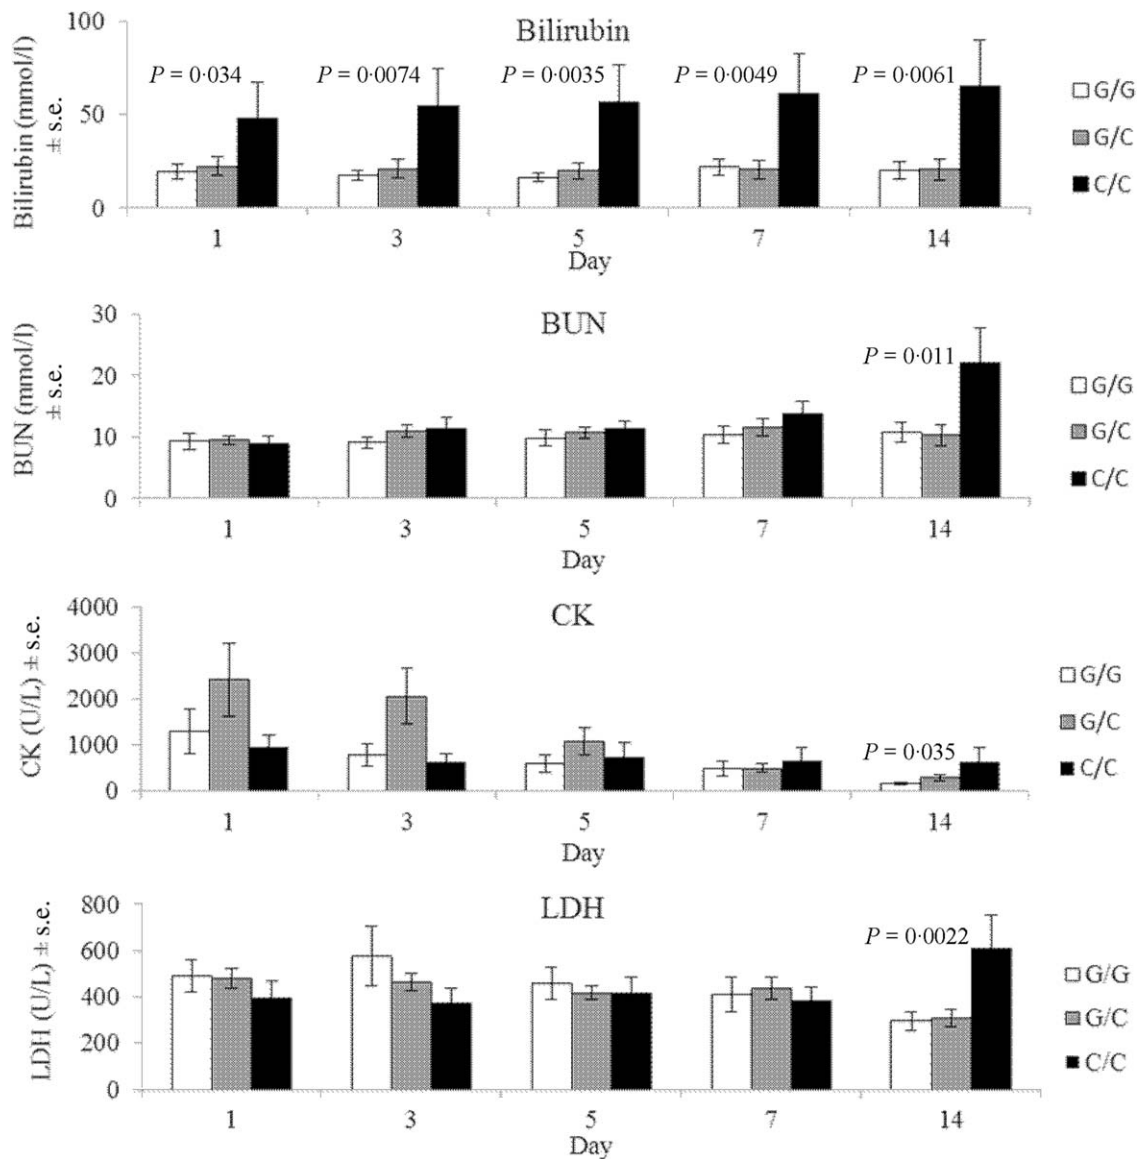 Bilirubin
Bilirubin (mmol/l)
± s.e.
100
50
0
P = 0·034
P = 0·0074
P = 0·0035
P = 0·0049
P = 0·0061
G/G
G/C
C/C
1 3 5 7 14
Day
BUN
BUN (mmol/l)
± s.e.
30
20
10
0
P = 0·011
G/G
G/C
C/C
1 3 5 7 14
Day
CK
CK (U/L) ± s.e.
4000
3000
2000
1000
0
P = 0·035
G/G
G/C
C/C
1 3 5 7 14
Day
LDH
LDH (U/L) ± s.e.
800
600
400
200
0
P = 0·0022
G/G
G/C
C/C
1 3 5 7 14
Day